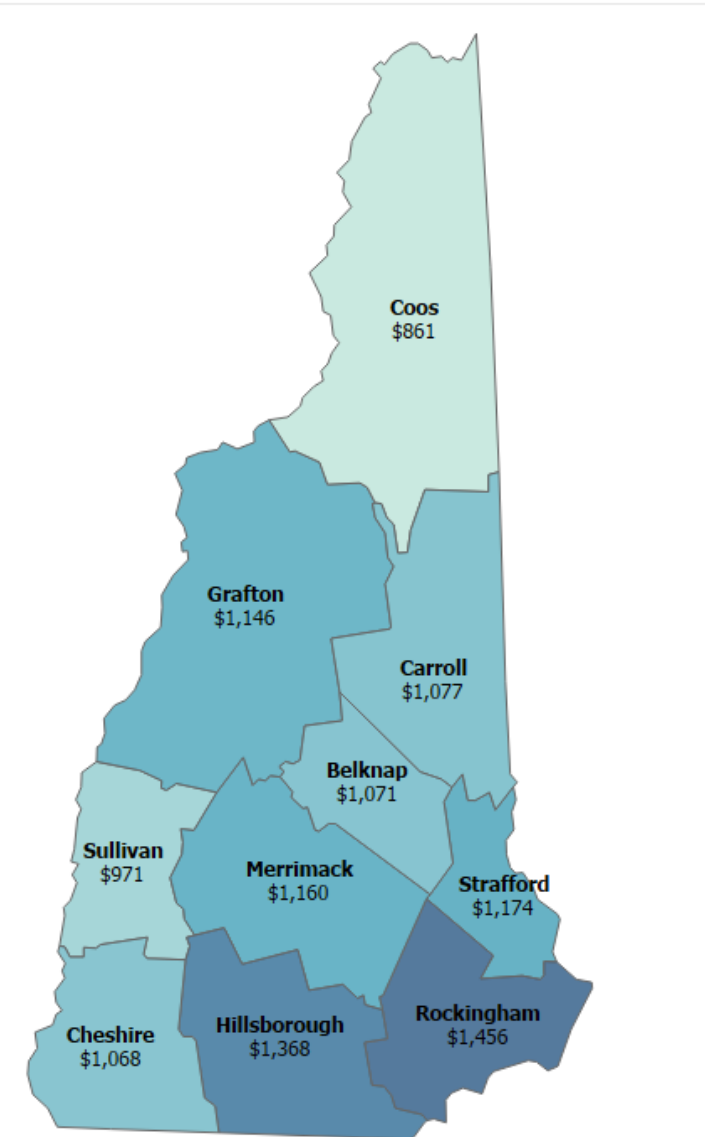 Coos
$861
Grafton
$1,146
Carroll
$1,077
Belknap
$1,071
Sullivan
$971
Merrimack
$1,160
Strafford
$1,174
Rockingham
$1,456
Hillsborough
$1,368
Cheshire
$1,068